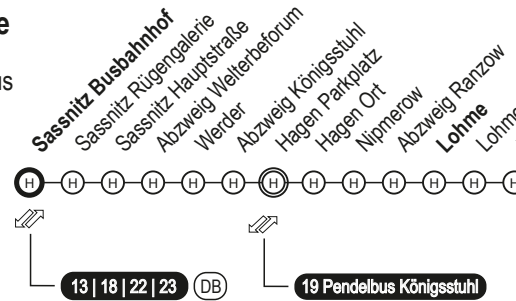 e
us
Sassnitz Busbahnhof
Sassnitz Rügengalerie
Sassnitz Hauptstraße
Abzweig Welterbeforum
Werder
Abzweig Königsstuhl
Hagen Parkplatz
Hagen Ort
Nipmerow
Abzweig Ranzow
Lohme
Lohme
H H H H H H H H H H H H H
13 | 18 | 22 | 23 DB
19 Pendelbus Königsstuhl